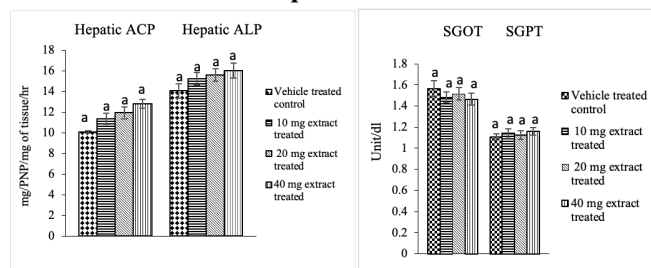 Hepatic ACP
Hepatic ALP
mg/PNP/mg of tissue/hr
18
16
14
12
10
8
6
4
2
0
a
a
a
a
a
a
a
a
Vehicle treated
control
10 mg extract
treated
20 mg extract
treated
40 mg extract
treated
SGOT
SGPT
Unit/dl
1.8
1.6
1.4
1.2
1
0.8
0.6
0.4
0.2
0
a
a
a
a
a
a
a
a
Vehicle treated
control
10 mg extract
treated
20 mg extract
treated
40 mg extract
treated